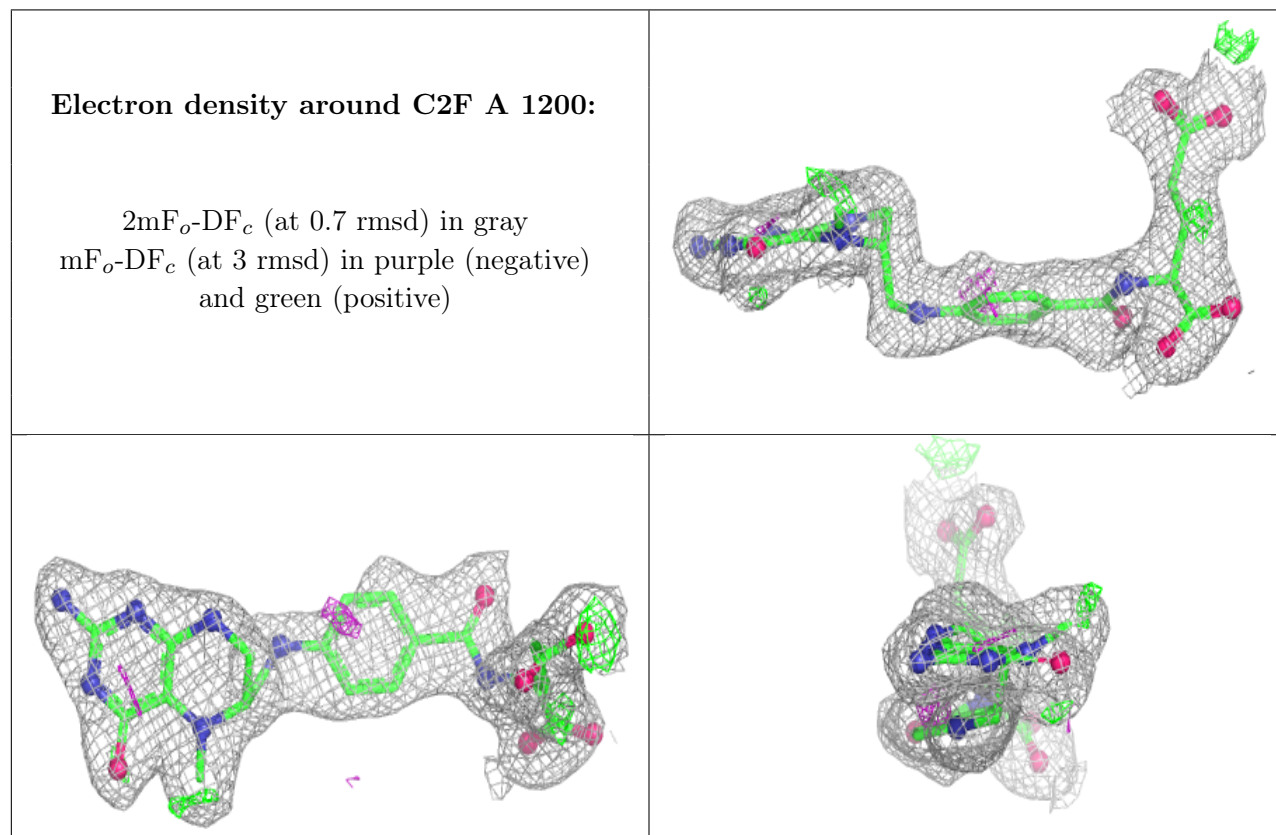 Electron density around C2F A 1200:
2mFo-DFc (at 0.7 rmsd) in gray
mFo-DFc (at 3 rmsd) in purple (negative)
and green (positive)